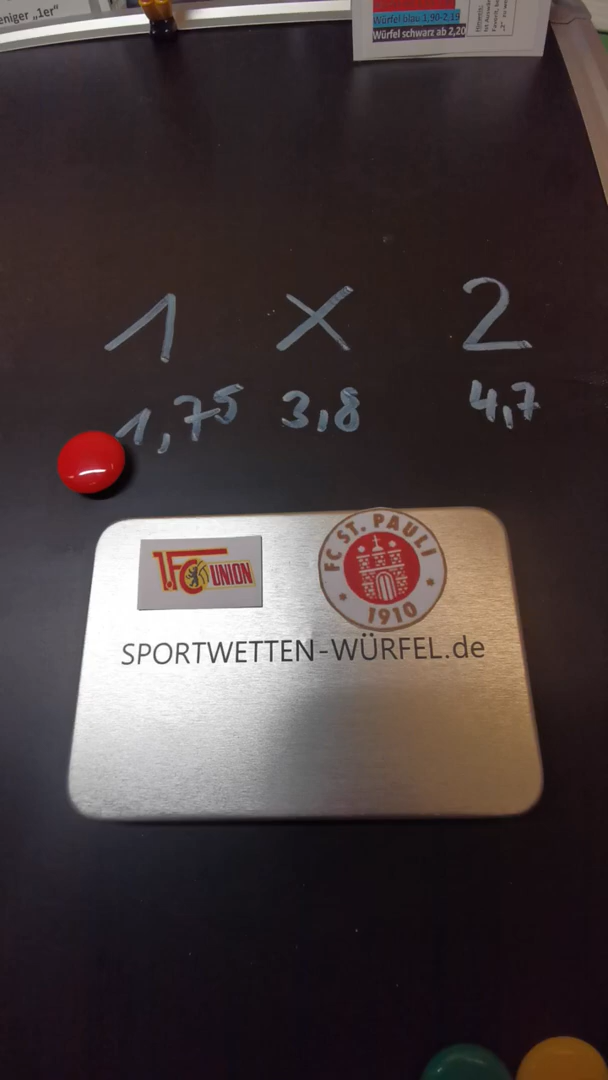 eniger „1er“
Würfel blau 1,90-2,19
Würfel schwarz ab 2,20
1 X 2
1,75 3,8 4,7
1.FC UNION
FC ST. PAULI
1910
SPORTWETTEN-WÜRFEL.de